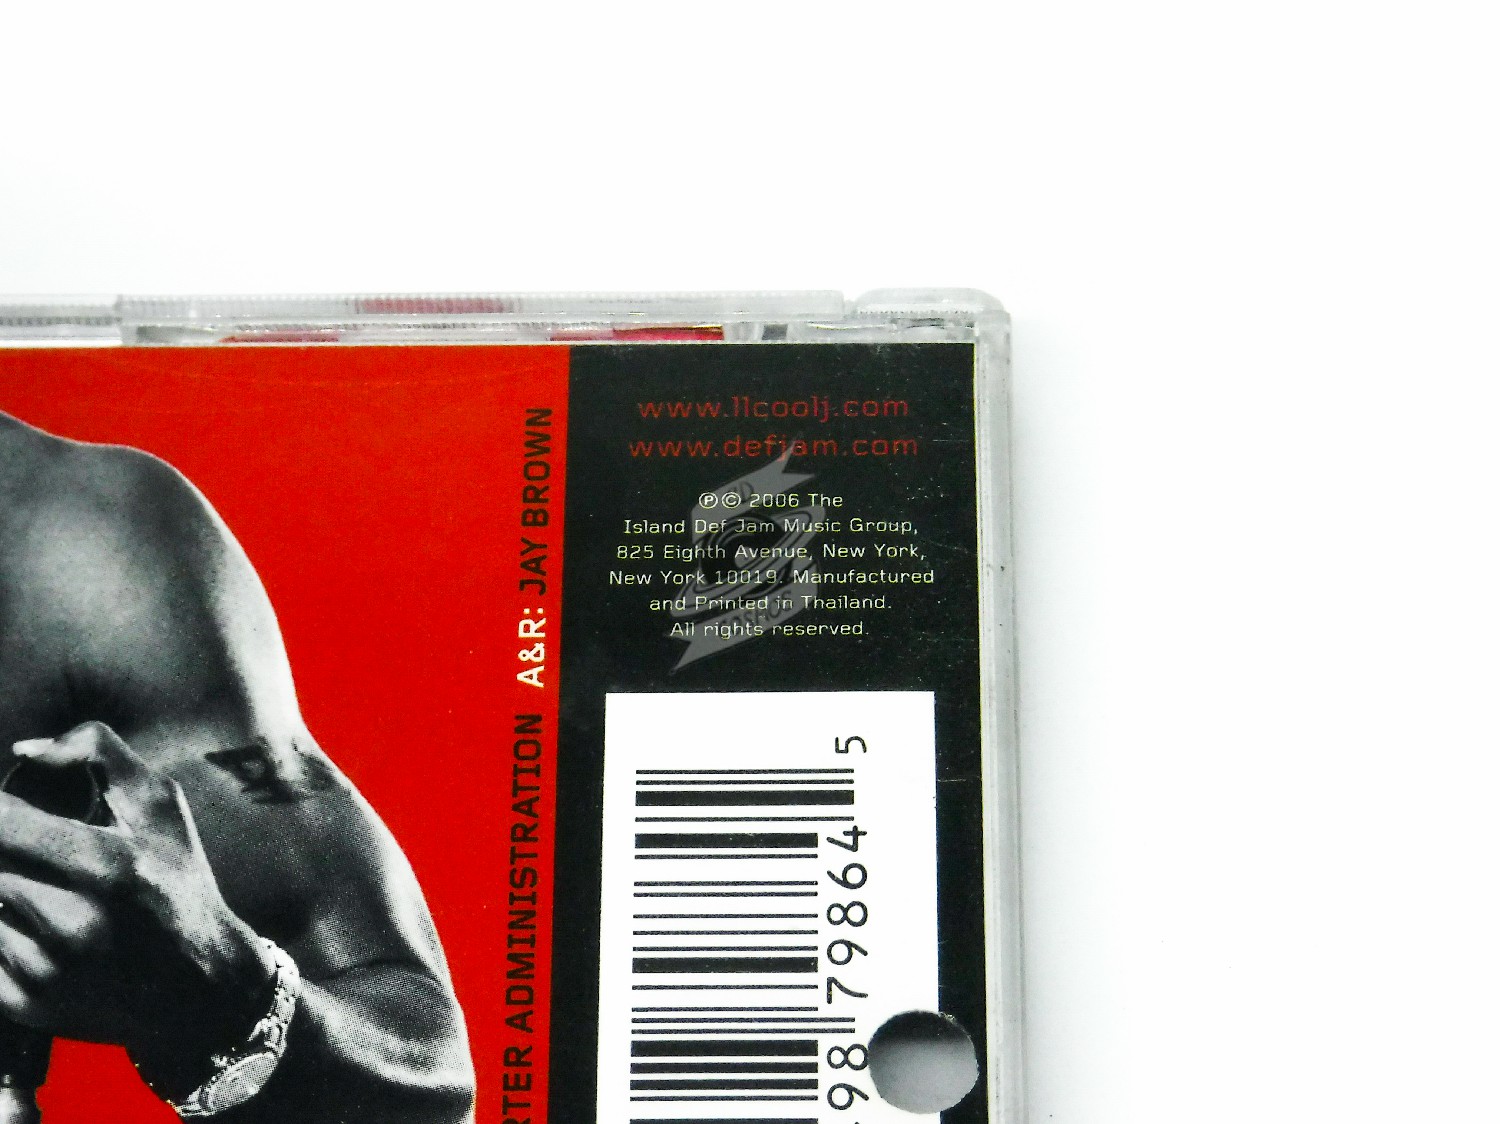 www.llcoolj.com
www.defjam.com
℗© 2006 The
Island Def Jam Music Group,
825 Eighth Avenue, New York,
New York 10019. Manufactured
and Printed in Thailand.
All rights reserved.
RTER ADMINISTRATION A&R: JAY BROWN
98 79864 5